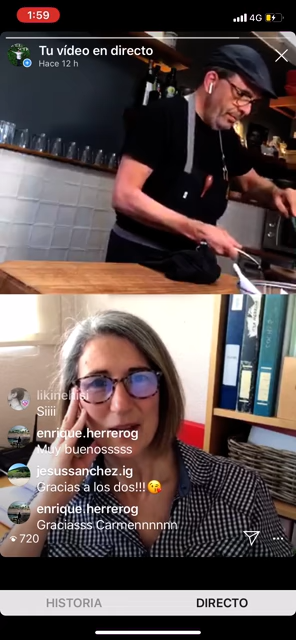 1:59
4G
Tu vídeo en directo
Hace 12 h
likinellisi
Siiii
enrique.herrerog
Muy buenosssss
jesussanchez.ig
Gracias a los dos!!!😘
enrique.herrerog
Graciasss Carmennnnnn
720
HISTORIA
DIRECTO